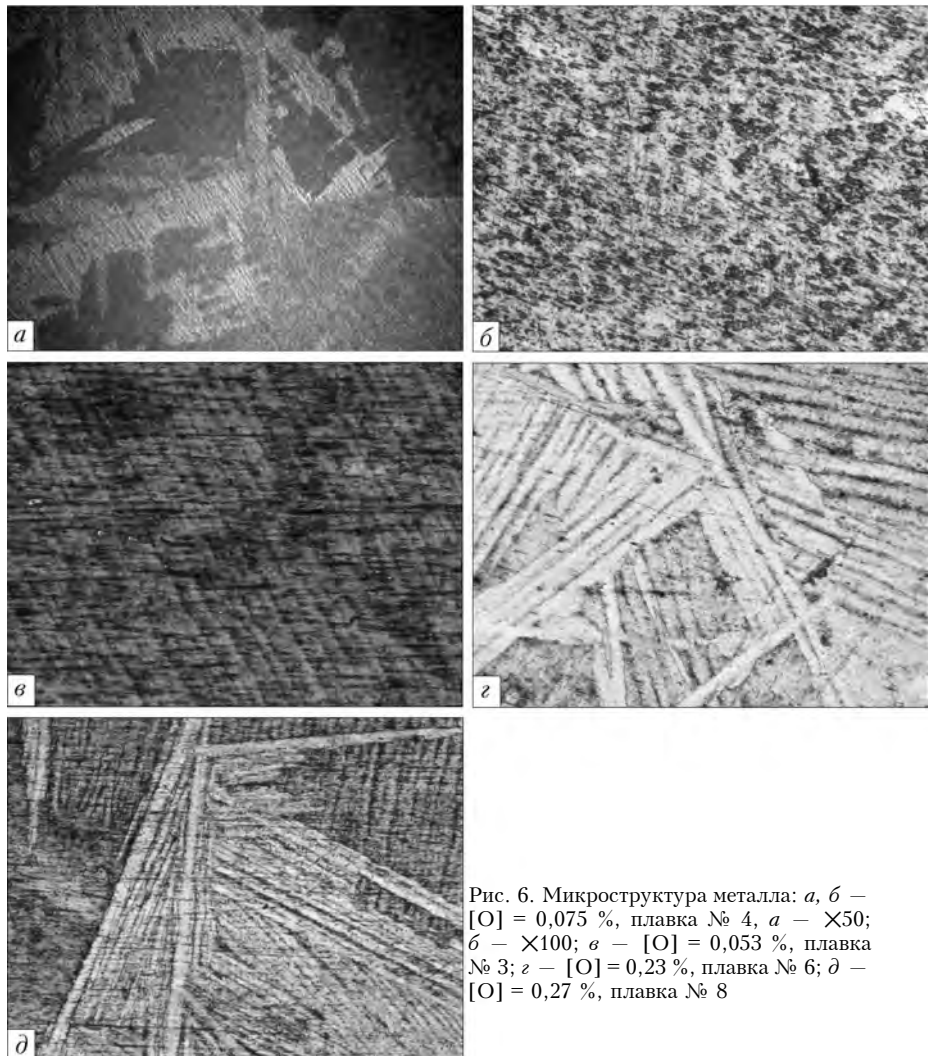 а
б
в
г
д
Рис. 6. Микроструктура металла: а, б —
[O] = 0,075 %, плавка № 4, а — ×50;
б — ×100; в — [O] = 0,053 %, плавка
№ 3; г — [O] = 0,23 %, плавка № 6; д —
[O] = 0,27 %, плавка № 8